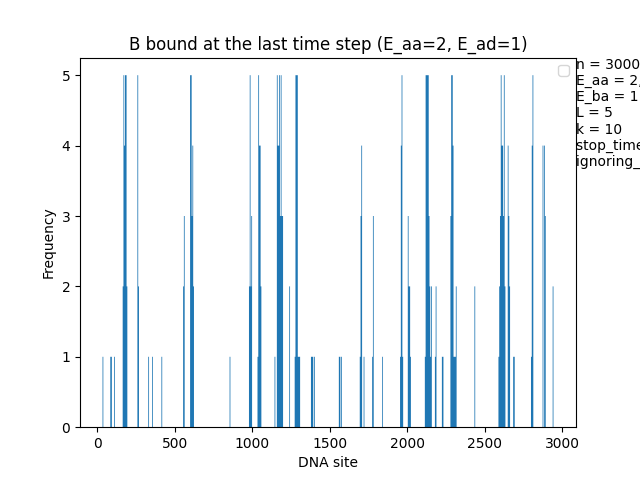 B bound at the last time step (E_aa=2, E_ad=1)
n = 3000
E_aa = 2,
E_ba = 1
L = 5
k = 10
stop_time
ignoring_
Frequency
5
4
3
2
1
0
0 500 1000 1500 2000 2500 3000
DNA site